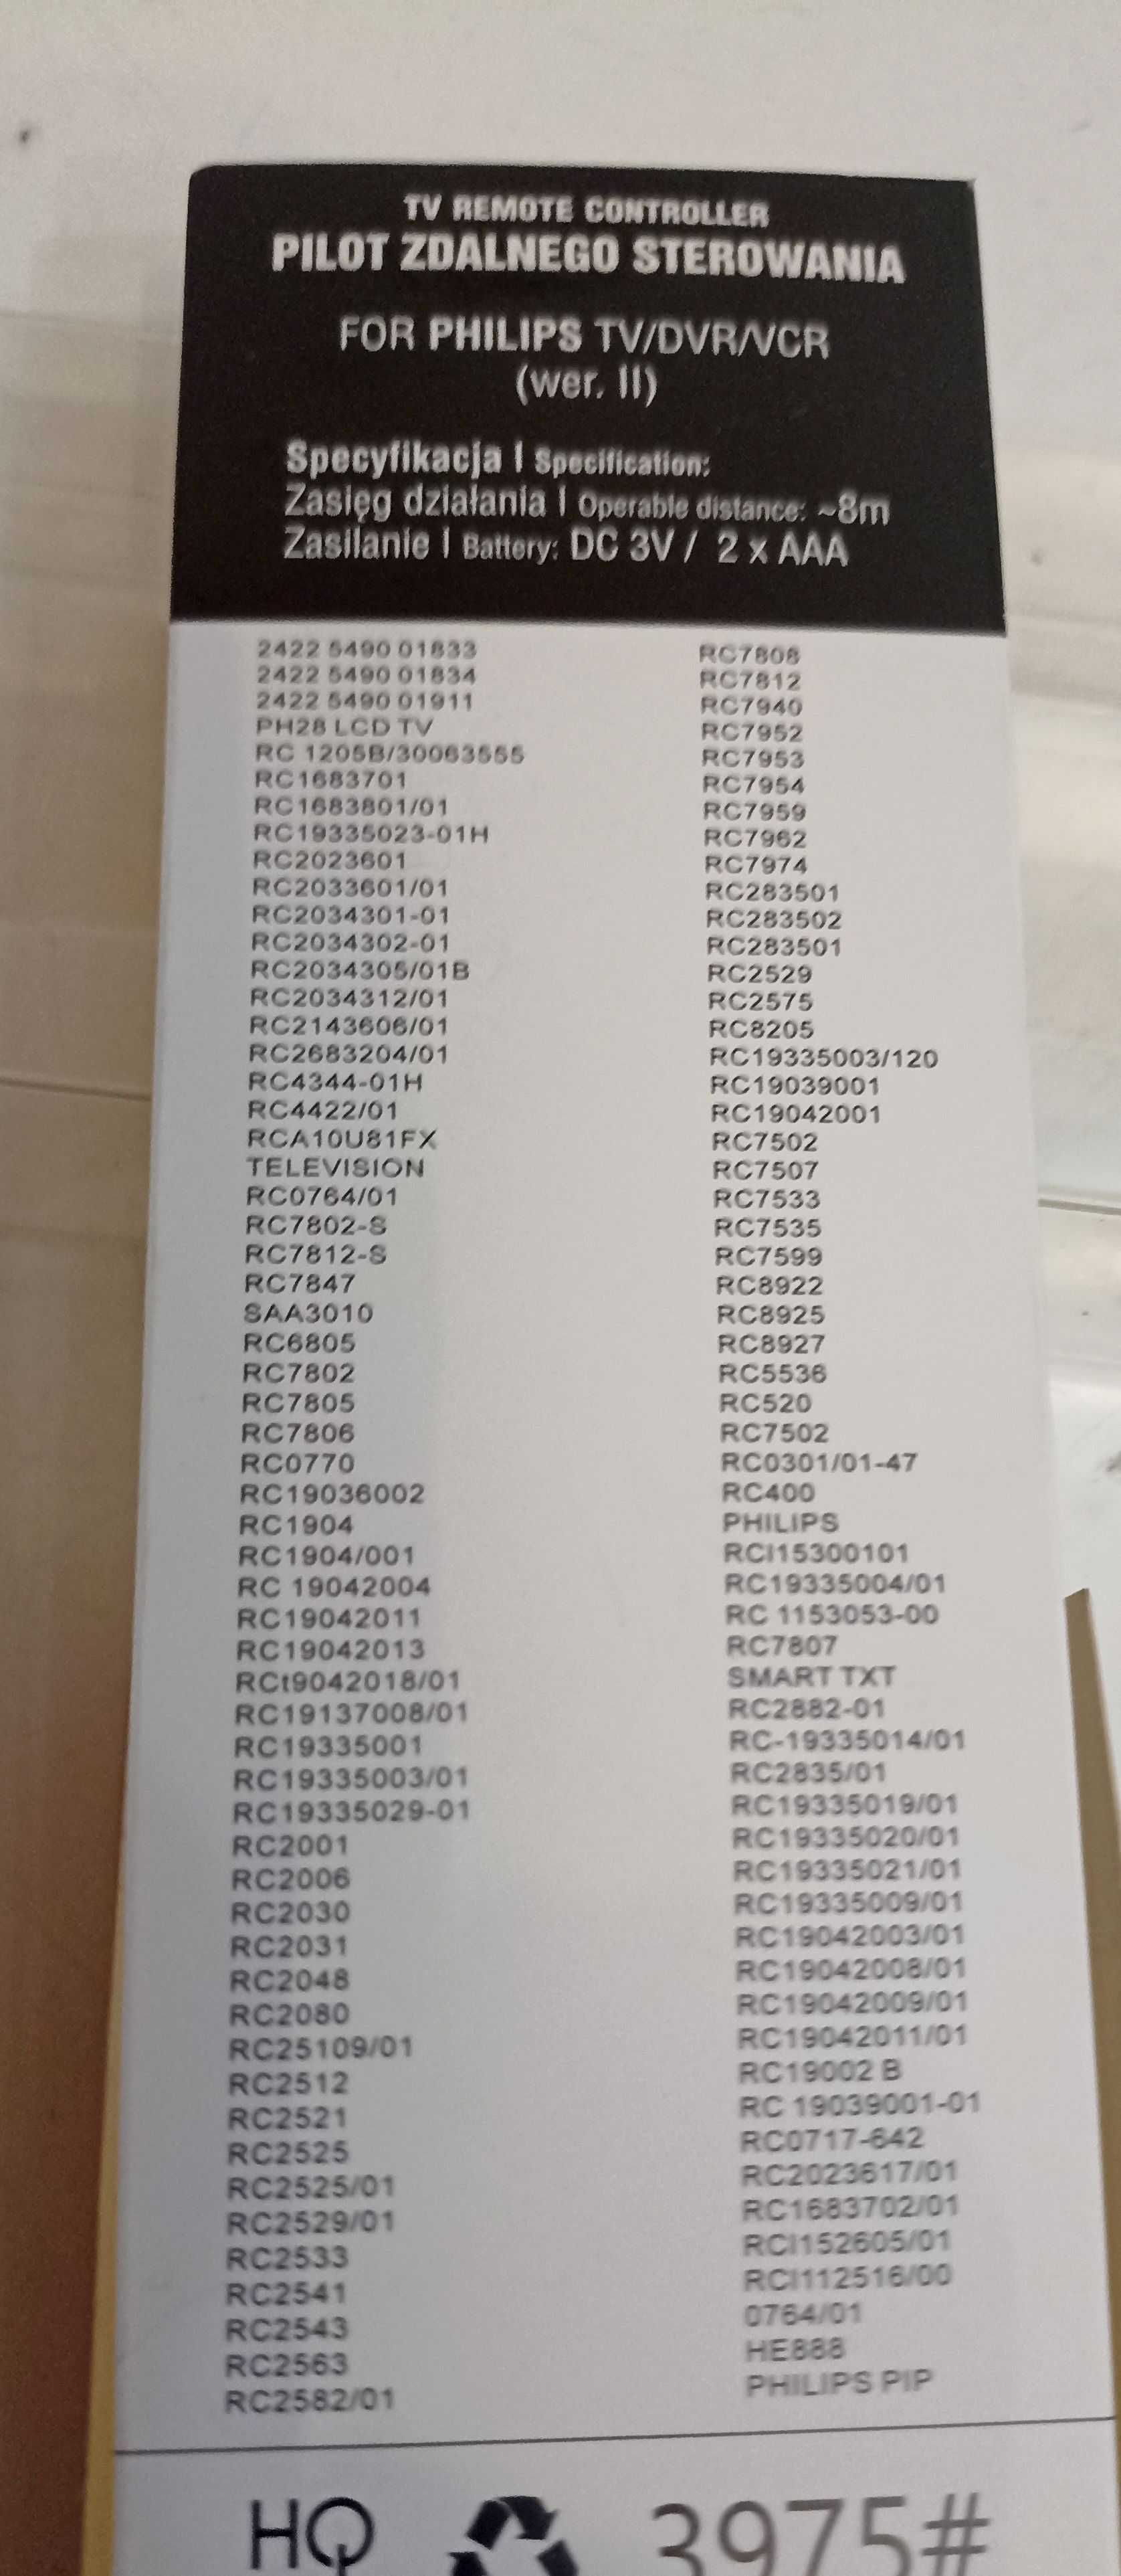 TV REMOTE CONTROLLER
PILOT ZDALNEGO STEROWANIA
FOR PHILIPS TV/DVR/VCR
(wer. II)
Specyfikacja | Specification:
Zasięg działania | Operable distance: ~8m
Zasilanie | Battery: DC 3V / 2 x AAA
2422 5490 01833
2422 5490 01834
2422 5490 01911
PH28 LCD TV
RC 1205B/30063555
RC1683701
RC1683801/01
RC19335023-01H
RC2023601
RC2033601/01
RC2034301-01
RC2034302-01
RC2034305/01B
RC2034312/01
RC2143606/01
RC2683204/01
RC4344-01H
RC4422/01
RCA10U81FX
TELEVISION
RC0764/01
RC7802-S
RC7812-S
RC7847
SAA3010
RC6805
RC7802
RC7805
RC7806
RC0770
RC19036002
RC1904
RC1904/001
RC 19042004
RC19042011
RC19042013
RCt9042018/01
RC19137008/01
RC19335001
RC19335003/01
RC19335029-01
RC2001
RC2006
RC2030
RC2031
RC2048
RC2080
RC25109/01
RC2512
RC2521
RC2525
RC2525/01
RC2529/01
RC2533
RC2541
RC2543
RC2563
RC2582/01
RC7808
RC7812
RC7940
RC7952
RC7953
RC7954
RC7959
RC7962
RC7974
RC283501
RC283502
RC283501
RC2529
RC2575
RC8205
RC19335003/120
RC19039001
RC19042001
RC7502
RC7507
RC7533
RC7535
RC7599
RC8922
RC8925
RC8927
RC5536
RC520
RC7502
RC0301/01-47
RC400
PHILIPS
RCI15300101
RC19335004/01
RC 1153053-00
RC7807
SMART TXT
RC2882-01
RC-19335014/01
RC2835/01
RC19335019/01
RC19335020/01
RC19335021/01
RC19335009/01
RC19042003/01
RC19042008/01
RC19042009/01
RC19042011/01
RC19002 B
RC 19039001-01
RC0717-642
RC2023617/01
RC1683702/01
RCI152605/01
RCI112516/00
0764/01
HE888
PHILIPS PIP
HQ
3975#